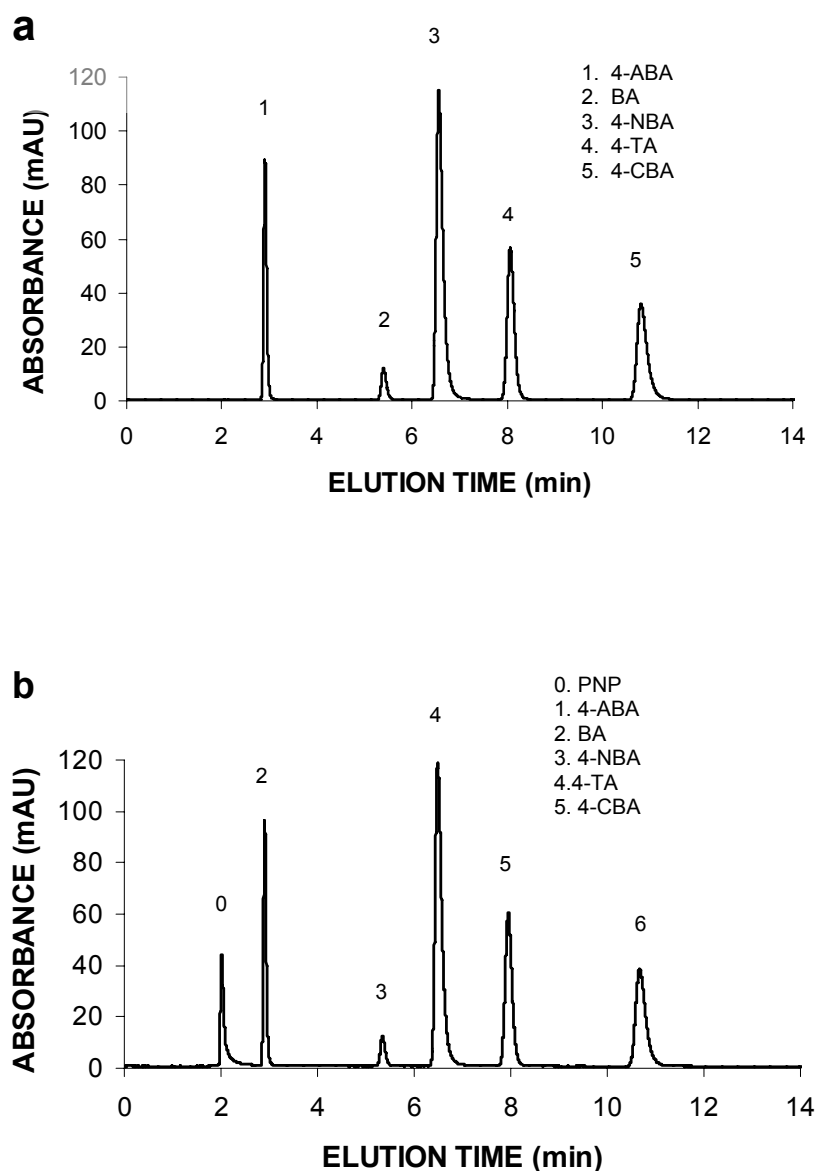 a
3
1. 4-ABA
2. BA
3. 4-NBA
4. 4-TA
5. 4-CBA
120
1
100
80
4
60
5
40
2
20
0
ABSORBANCE (mAU)
0 2 4 6 8 10 12 14
ELUTION TIME (min)
b
0. PNP
1. 4-ABA
2. BA
3. 4-NBA
4.4-TA
5. 4-CBA
4
120
2
100
80
5
60
0
6
40
3
20
0
ABSORBANCE (mAU)
0 2 4 6 8 10 12 14
ELUTION TIME (min)